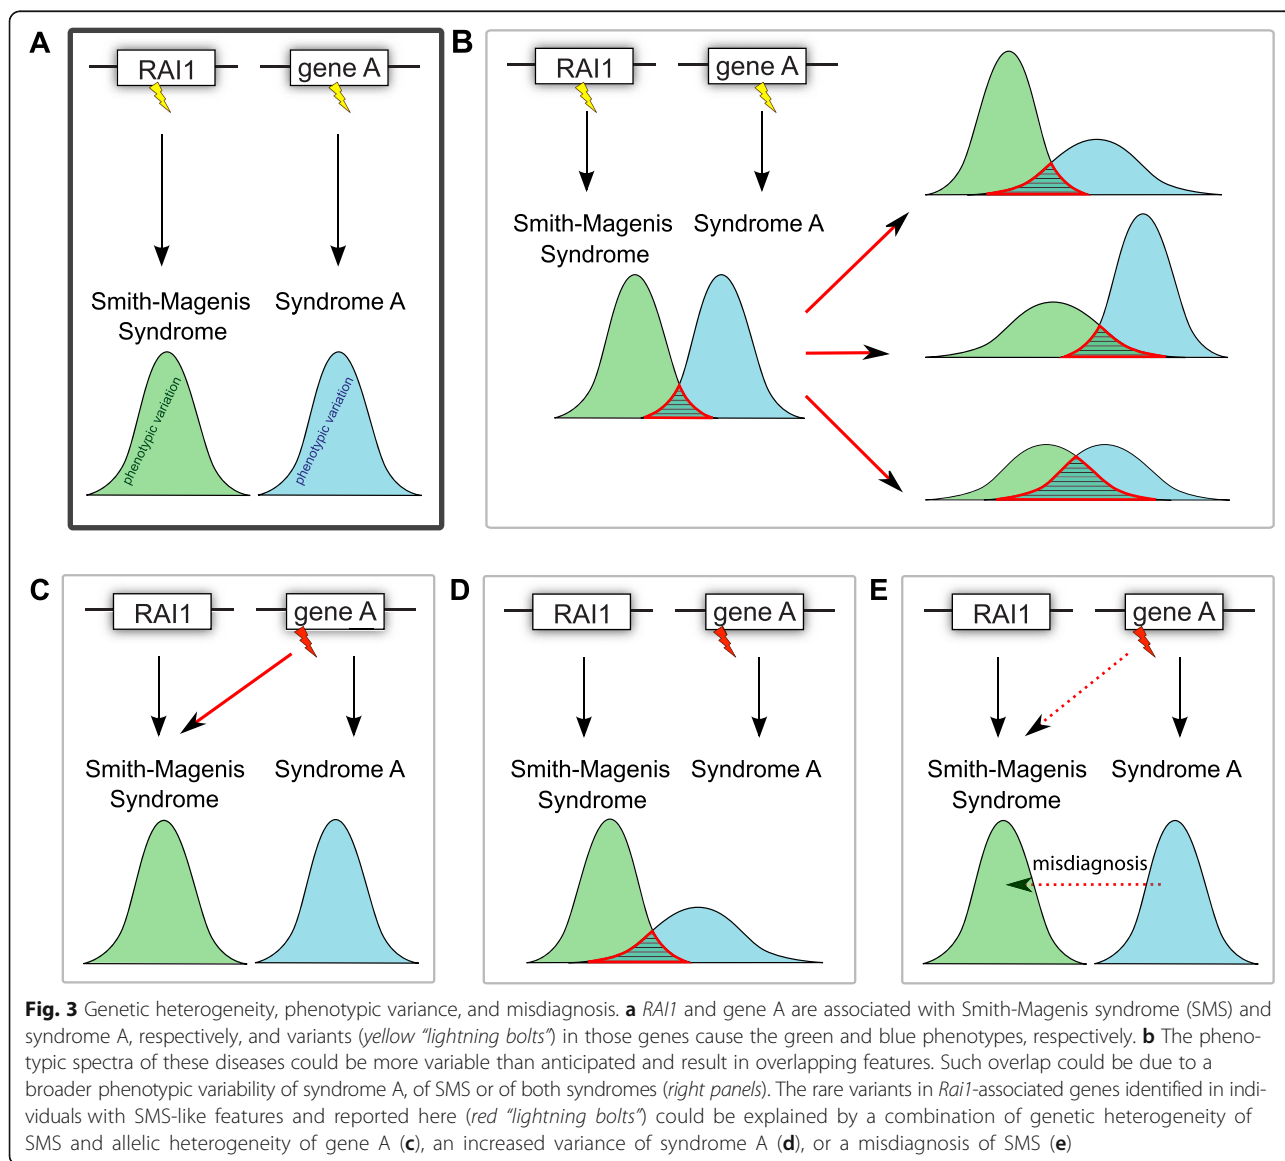 A
RAI1
gene A
Smith-Magenis
Syndrome
Syndrome A
phenotypic variation
phenotypic variation
B
RAI1
gene A
Smith-Magenis
Syndrome
Syndrome A
C
RAI1
gene A
Smith-Magenis
Syndrome
Syndrome A
D
RAI1
gene A
Smith-Magenis
Syndrome
Syndrome A
E
RAI1
gene A
Smith-Magenis
Syndrome
Syndrome A
misdiagnosis
Fig. 3 Genetic heterogeneity, phenotypic variance, and misdiagnosis. a RAI1 and gene A are associated with Smith-Magenis syndrome (SMS) and
syndrome A, respectively, and variants (yellow “lightning bolts”) in those genes cause the green and blue phenotypes, respectively. b The pheno-
typic spectra of these diseases could be more variable than anticipated and result in overlapping features. Such overlap could be due to a
broader phenotypic variability of syndrome A, of SMS or of both syndromes (right panels). The rare variants in Rai1-associated genes identified in indi-
viduals with SMS-like features and reported here (red “lightning bolts”) could be explained by a combination of genetic heterogeneity of
SMS and allelic heterogeneity of gene A (c), an increased variance of syndrome A (d), or a misdiagnosis of SMS (e)